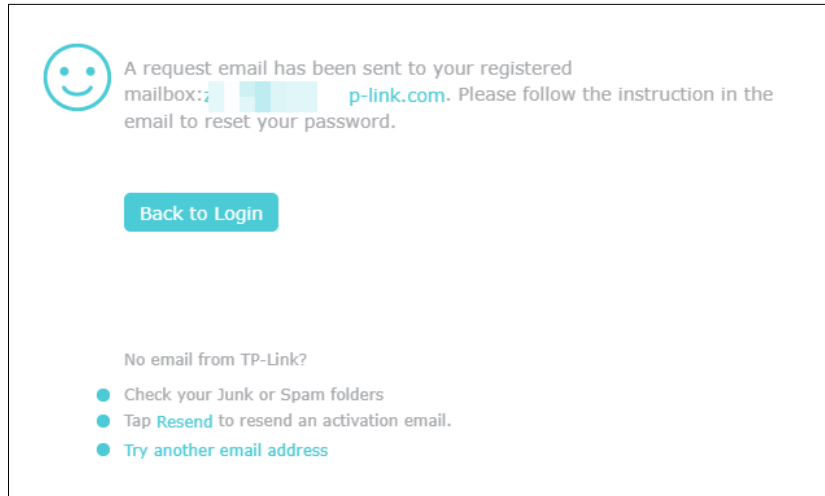 A request email has been sent to your registered
mailbox: p-link.com. Please follow the instruction in the
email to reset your password.
Back to Login
No email from TP-Link?
Check your Junk or Spam folders
Tap Resend to resend an activation email.
Try another email address